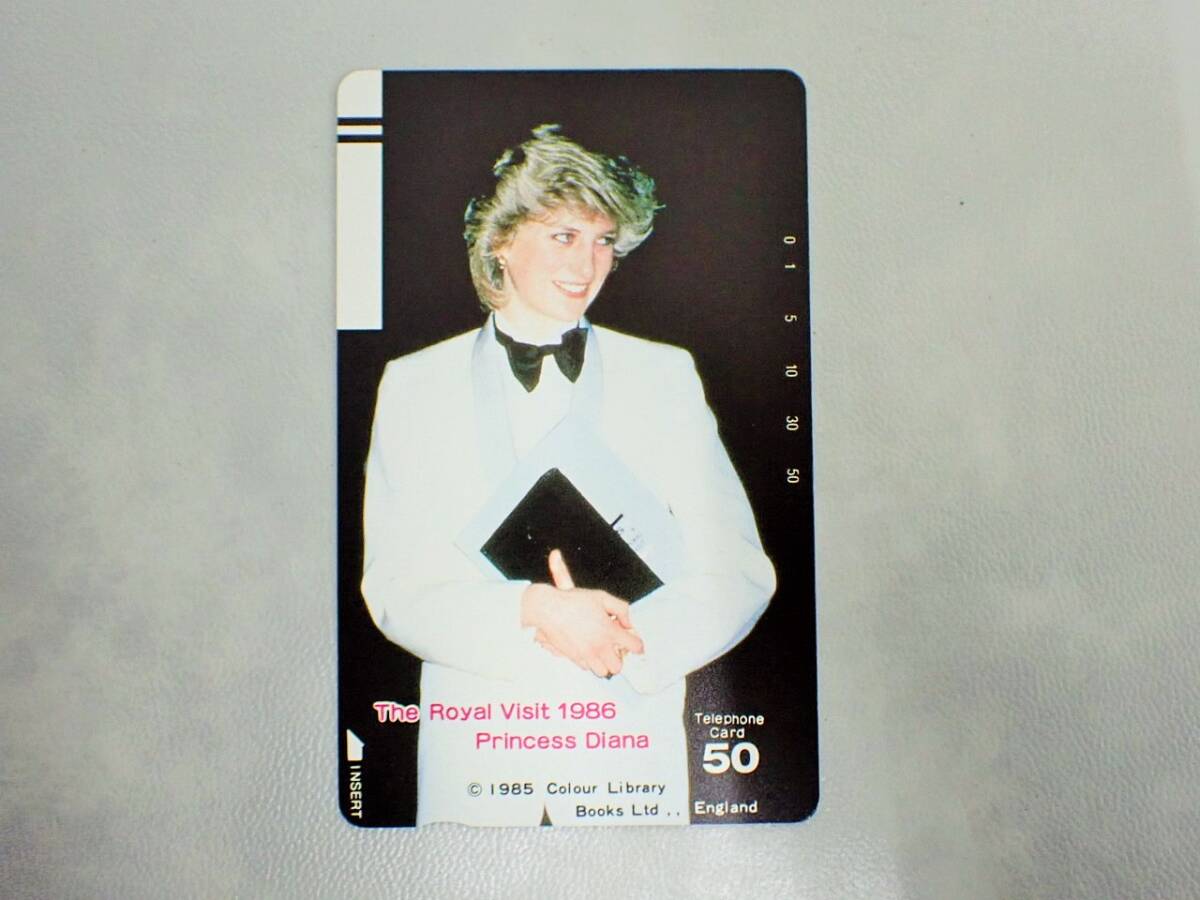 0
1
5
10
30
50
The Royal Visit 1986
Princess Diana
Telephone
Card
50
© 1985 Colour Library
Books Ltd .. England
INSERT